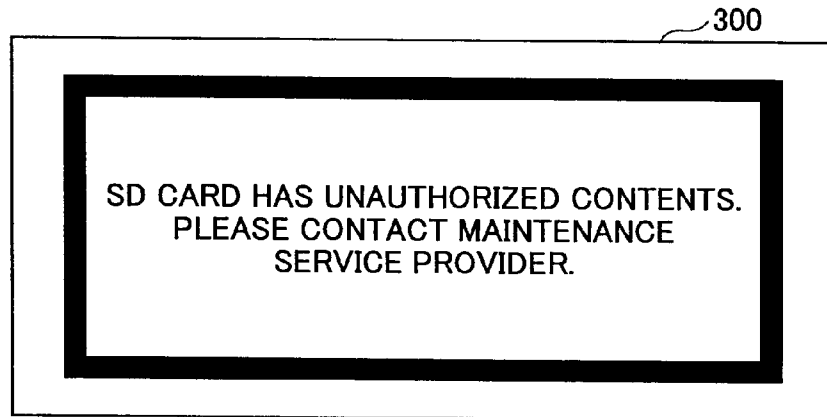 300
SD CARD HAS UNAUTHORIZED CONTENTS.
PLEASE CONTACT MAINTENANCE
SERVICE PROVIDER.